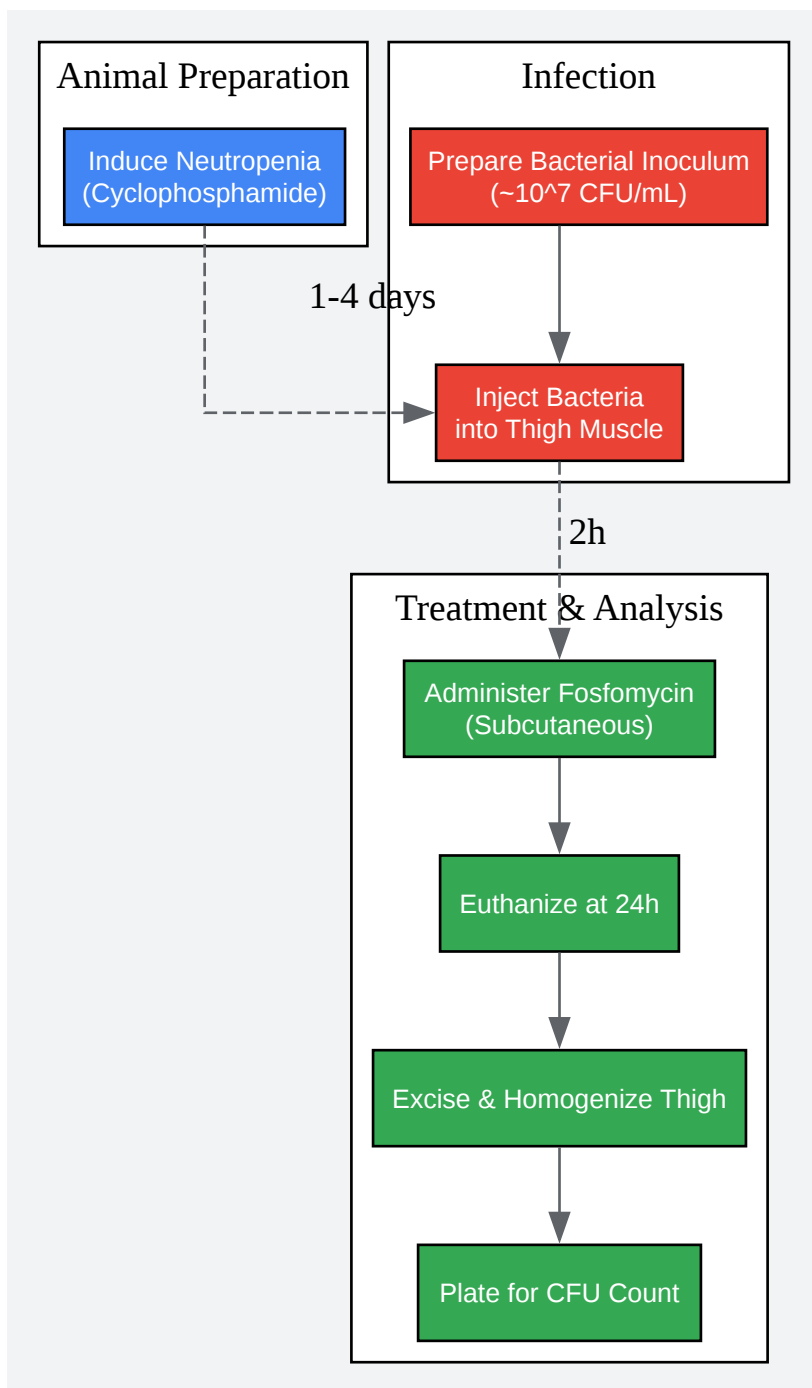 Animal Preparation
Induce Neutropenia
(Cyclophosphamide)
Infection
Prepare Bacterial Inoculum
(~10^7 CFU/mL)
1-4 days
Inject Bacteria
into Thigh Muscle
2h
Treatment & Analysis
Administer Fosfomycin
(Subcutaneous)
Euthanize at 24h
Excise & Homogenize Thigh
Plate for CFU Count